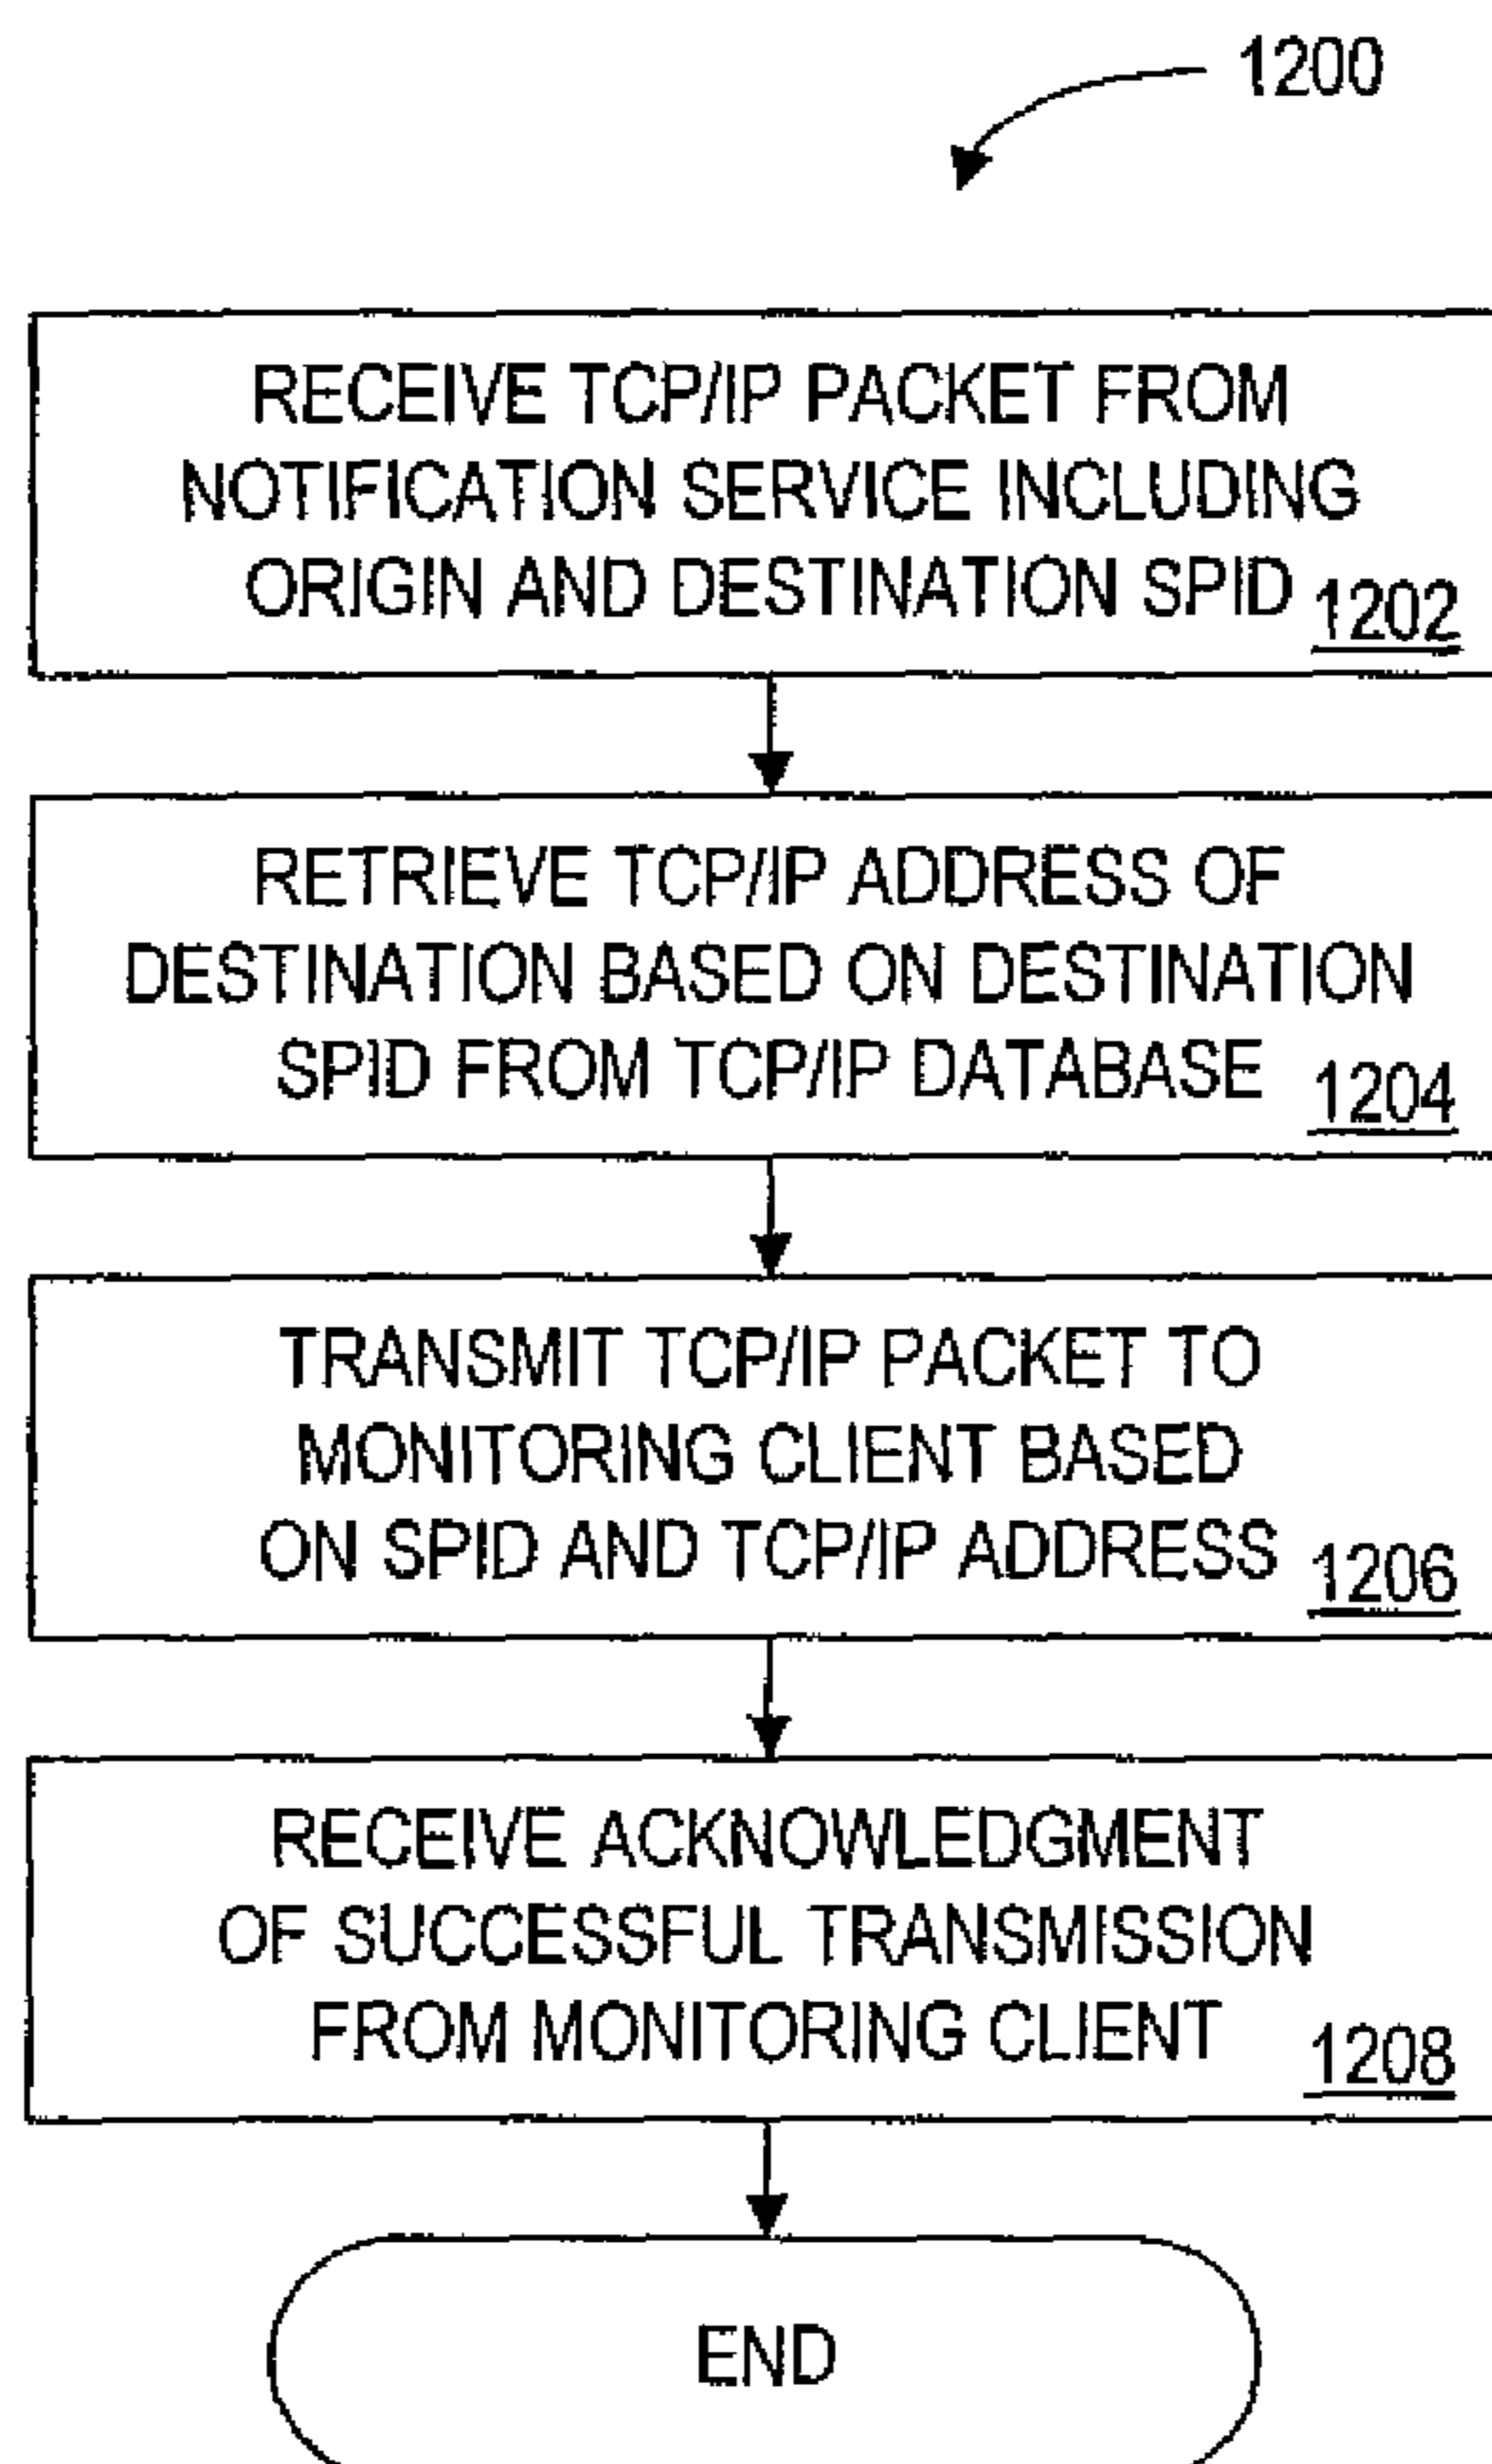 1200
RECEIVE TCP/IP PACKET FROM
NOTIFICATION SERVICE INCLUDING
ORIGIN AND DESTINATION SPID
1202
RETRIEVE TCP/IP ADDRESS OF
DESTINATION BASED ON DESTINATION
SPID FROM TCP/IP DATABASE
1204
TRANSMIT TCP/IP PACKET TO
MONITORING CLIENT BASED
ON SPID AND TCP/IP ADDRESS
1206
RECEIVE ACKNOWLEDGMENT
OF SUCCESSFUL TRANSMISSION
FROM MONITORING CLIENT
1208
END